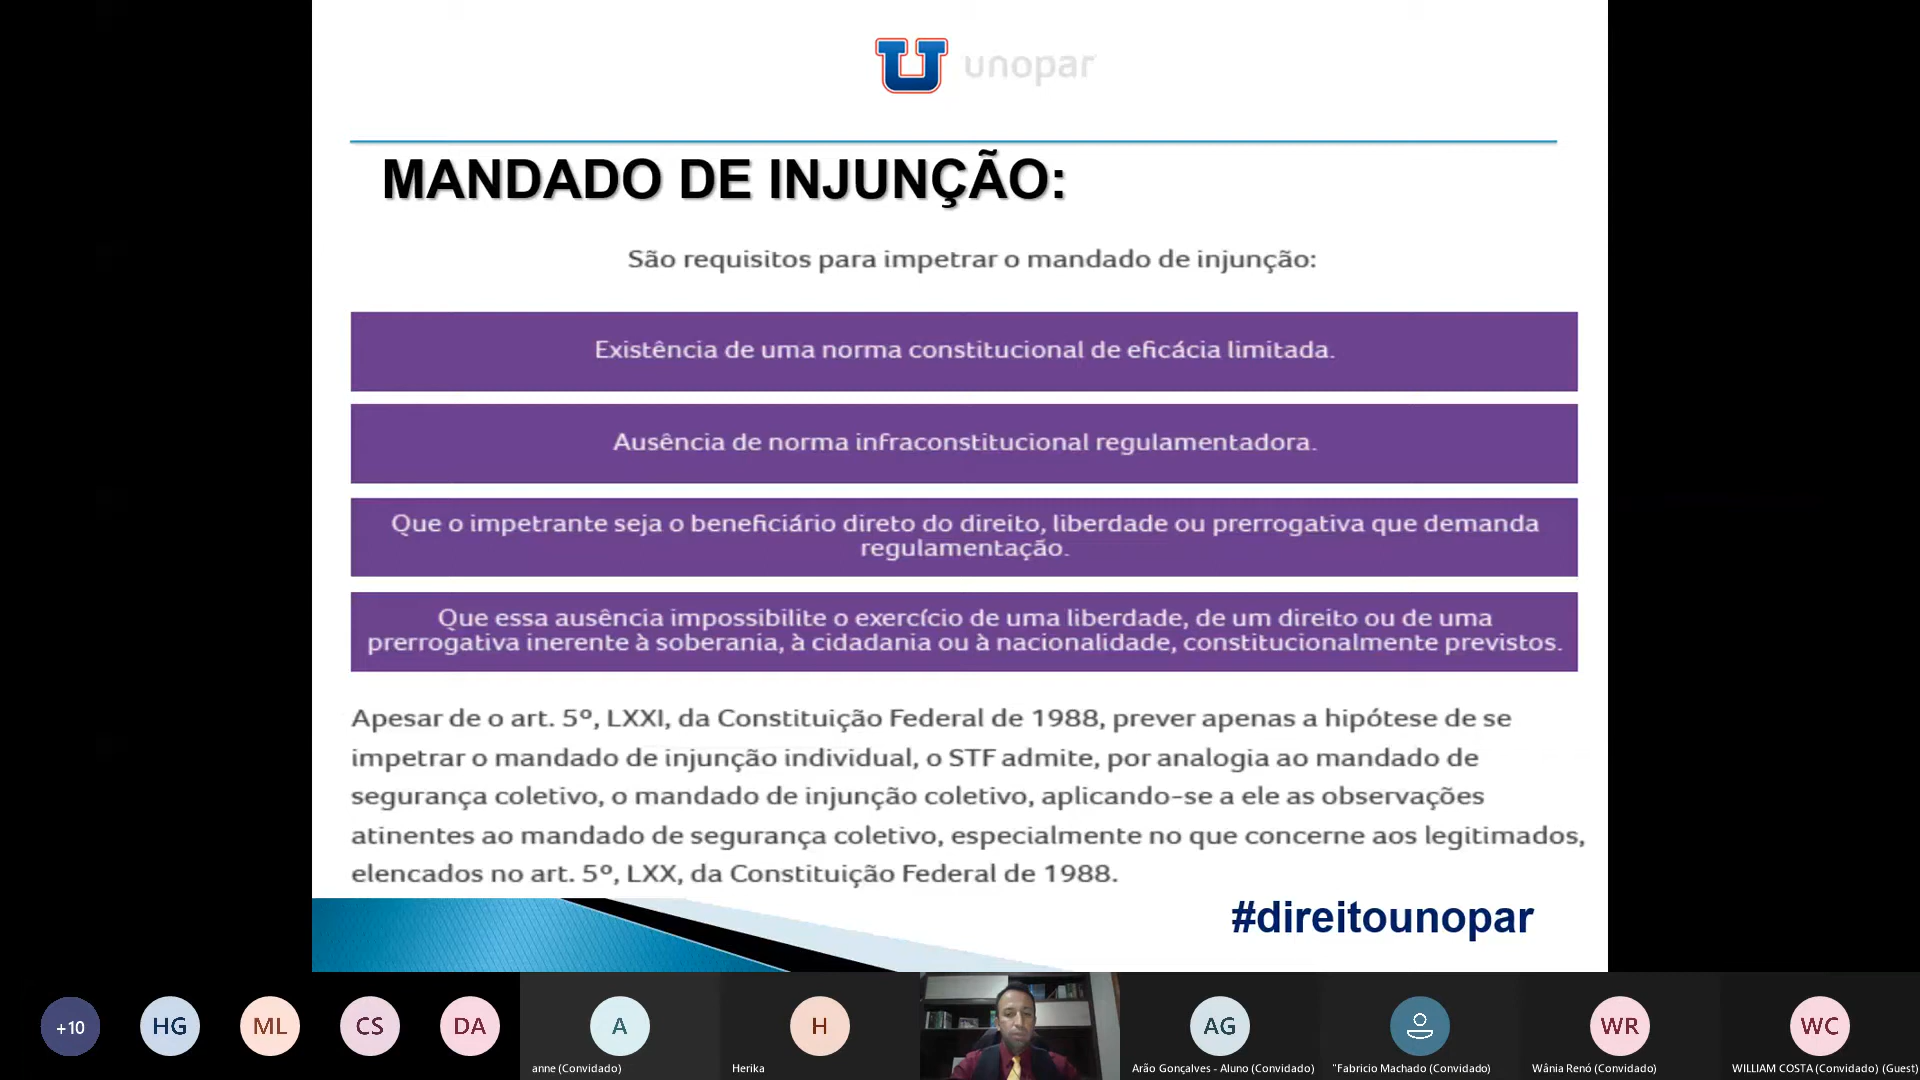 unopar
MANDADO DE INJUNÇÃO:
São requisitos para impetrar o mandado de injunção:
Existência de uma norma constitucional de eficácia limitada.
Ausência de norma infraconstitucional regulamentadora.
Que o impetrante seja o beneficiário direto do direito, liberdade ou prerrogativa que demanda
regulamentação.
Que essa ausência impossibilite o exercício de uma liberdade, de um direito ou de uma
prerrogativa inerente à soberania, à cidadania ou à nacionalidade, constitucionalmente previstos.
Apesar de o art. 5º, LXXI, da Constituição Federal de 1988, prever apenas a hipótese de se
impetrar o mandado de injunção individual, o STF admite, por analogia ao mandado de
segurança coletivo, o mandado de injunção coletivo, aplicando-se a ele as observações
atinentes ao mandado de segurança coletivo, especialmente no que concerne aos legitimados,
elencados no art. 5º, LXX, da Constituição Federal de 1988.
#direitounopar
+10
HG
ML
CS
DA
A
anne (Convidado)
H
Herika
AG
Arão Gonçalves - Aluno (Convidado)
"Fabricio Machado (Convidado)
WR
Wânia Renó (Convidado)
WC
WILLIAM COSTA (Convidado) (Guest)